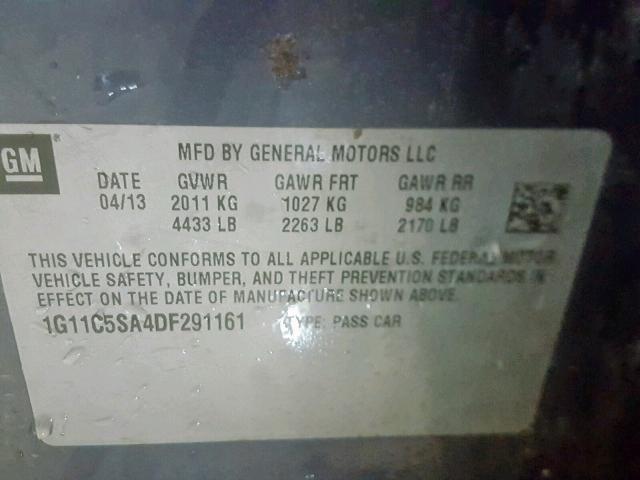 GM
MFD BY GENERAL MOTORS LLC
DATE GVWR GAWR FRT GAWR RR
04/13 2011 KG 1027 KG 984 KG
4433 LB 2263 LB 2170 LB
THIS VEHICLE CONFORMS TO ALL APPLICABLE U.S. FEDERAL MOTOR
VEHICLE SAFETY, BUMPER, AND THEFT PREVENTION STANDARDS IN
EFFECT ON THE DATE OF MANUFACTURE SHOWN ABOVE.
1G11C5SA4DF291161 TYPE: PASS CAR